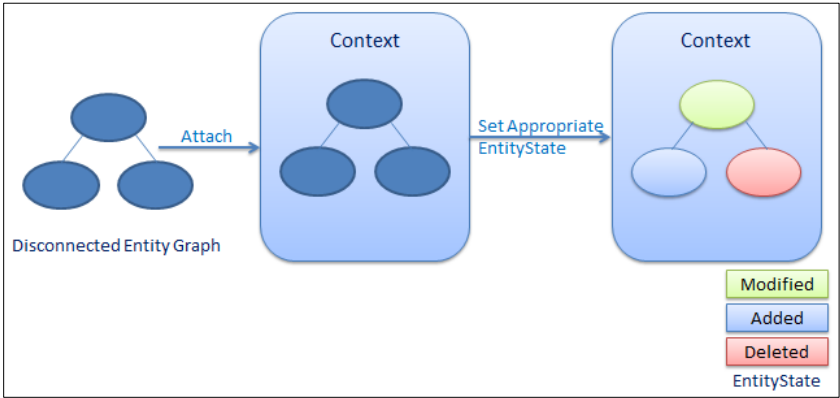 Context
Context
Attach
Set Appropriate
EntityState
Disconnected Entity Graph
Modified
Added
Deleted
EntityState